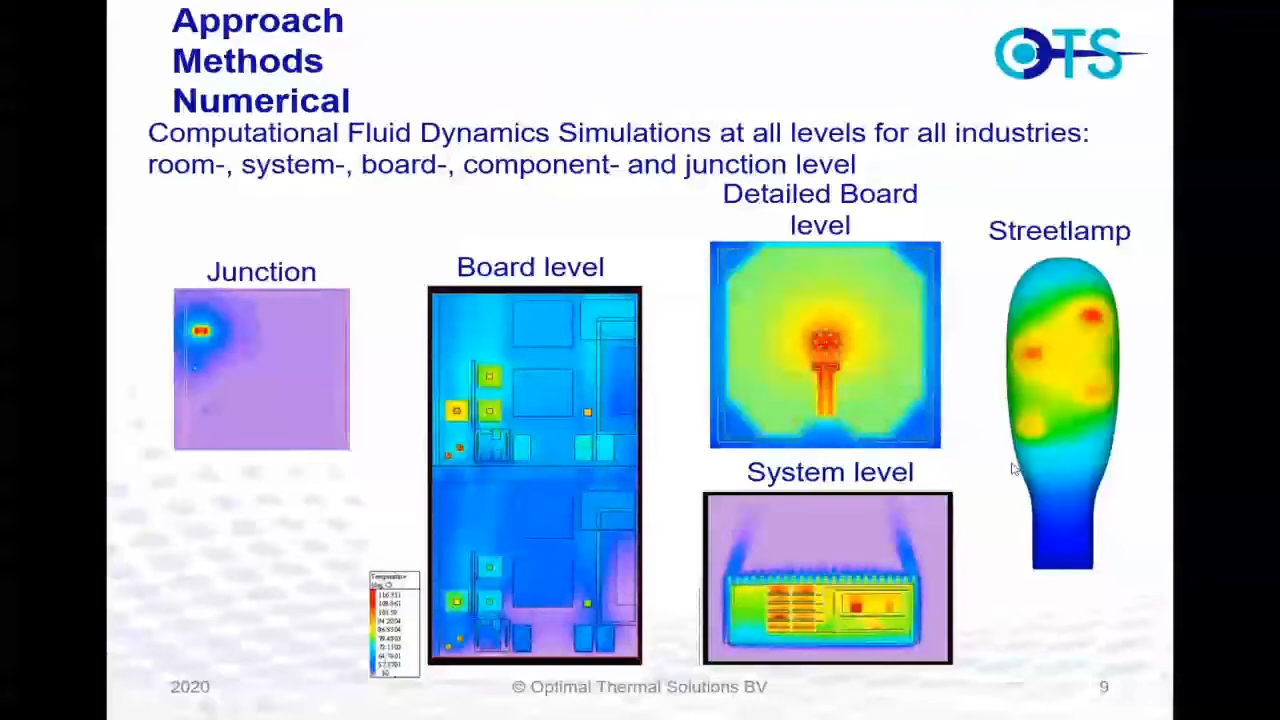 Approach
Methods
Numerical
OTS
Computational Fluid Dynamics Simulations at all levels for all industries:
room-, system-, board-, component- and junction level
Detailed Board
level
Streetlamp
Junction
Board level
System level
Temperature
2020
© Optimal Thermal Solutions BV
9